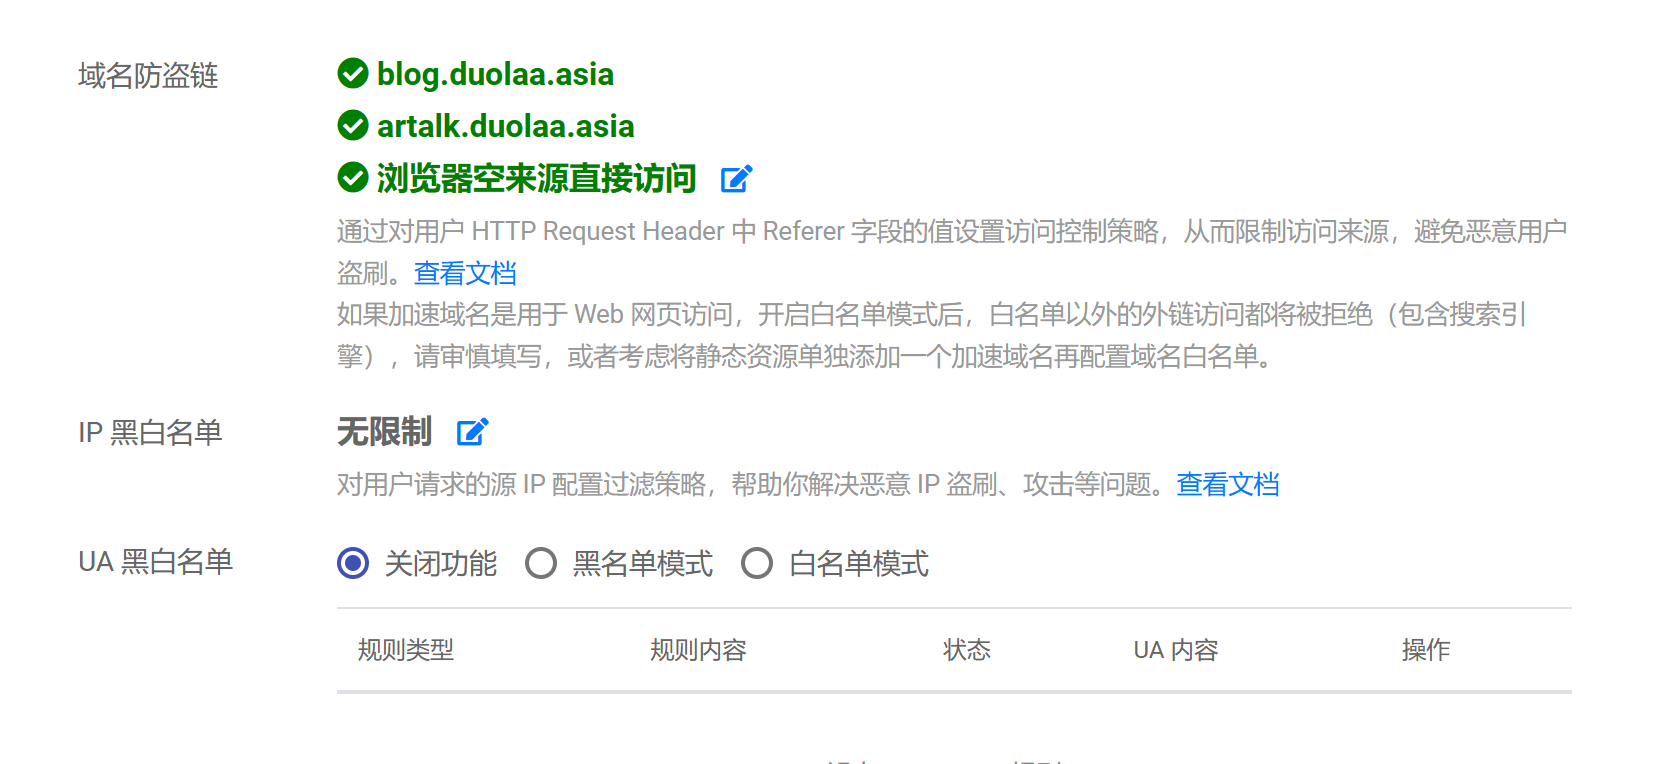 域名防盗链
blog.duolaa.asia
artalk.duolaa.asia
浏览器空来源直接访问
通过对用户 HTTP Request Header 中 Referer 字段的值设置访问控制策略，从而限制访问来源，避免恶意用户
盗刷。查看文档
如果加速域名是用于 Web 网页访问，开启白名单模式后，白名单以外的外链访问都将被拒绝（包含搜索引
擎），请审慎填写，或者考虑将静态资源单独添加一个加速域名再配置域名白名单。
IP 黑白名单
无限制
对用户请求的源 IP 配置过滤策略，帮助你解决恶意 IP 盗刷、攻击等问题。查看文档
UA 黑白名单
关闭功能 黑名单模式 白名单模式
规则类型 规则内容 状态 UA 内容 操作